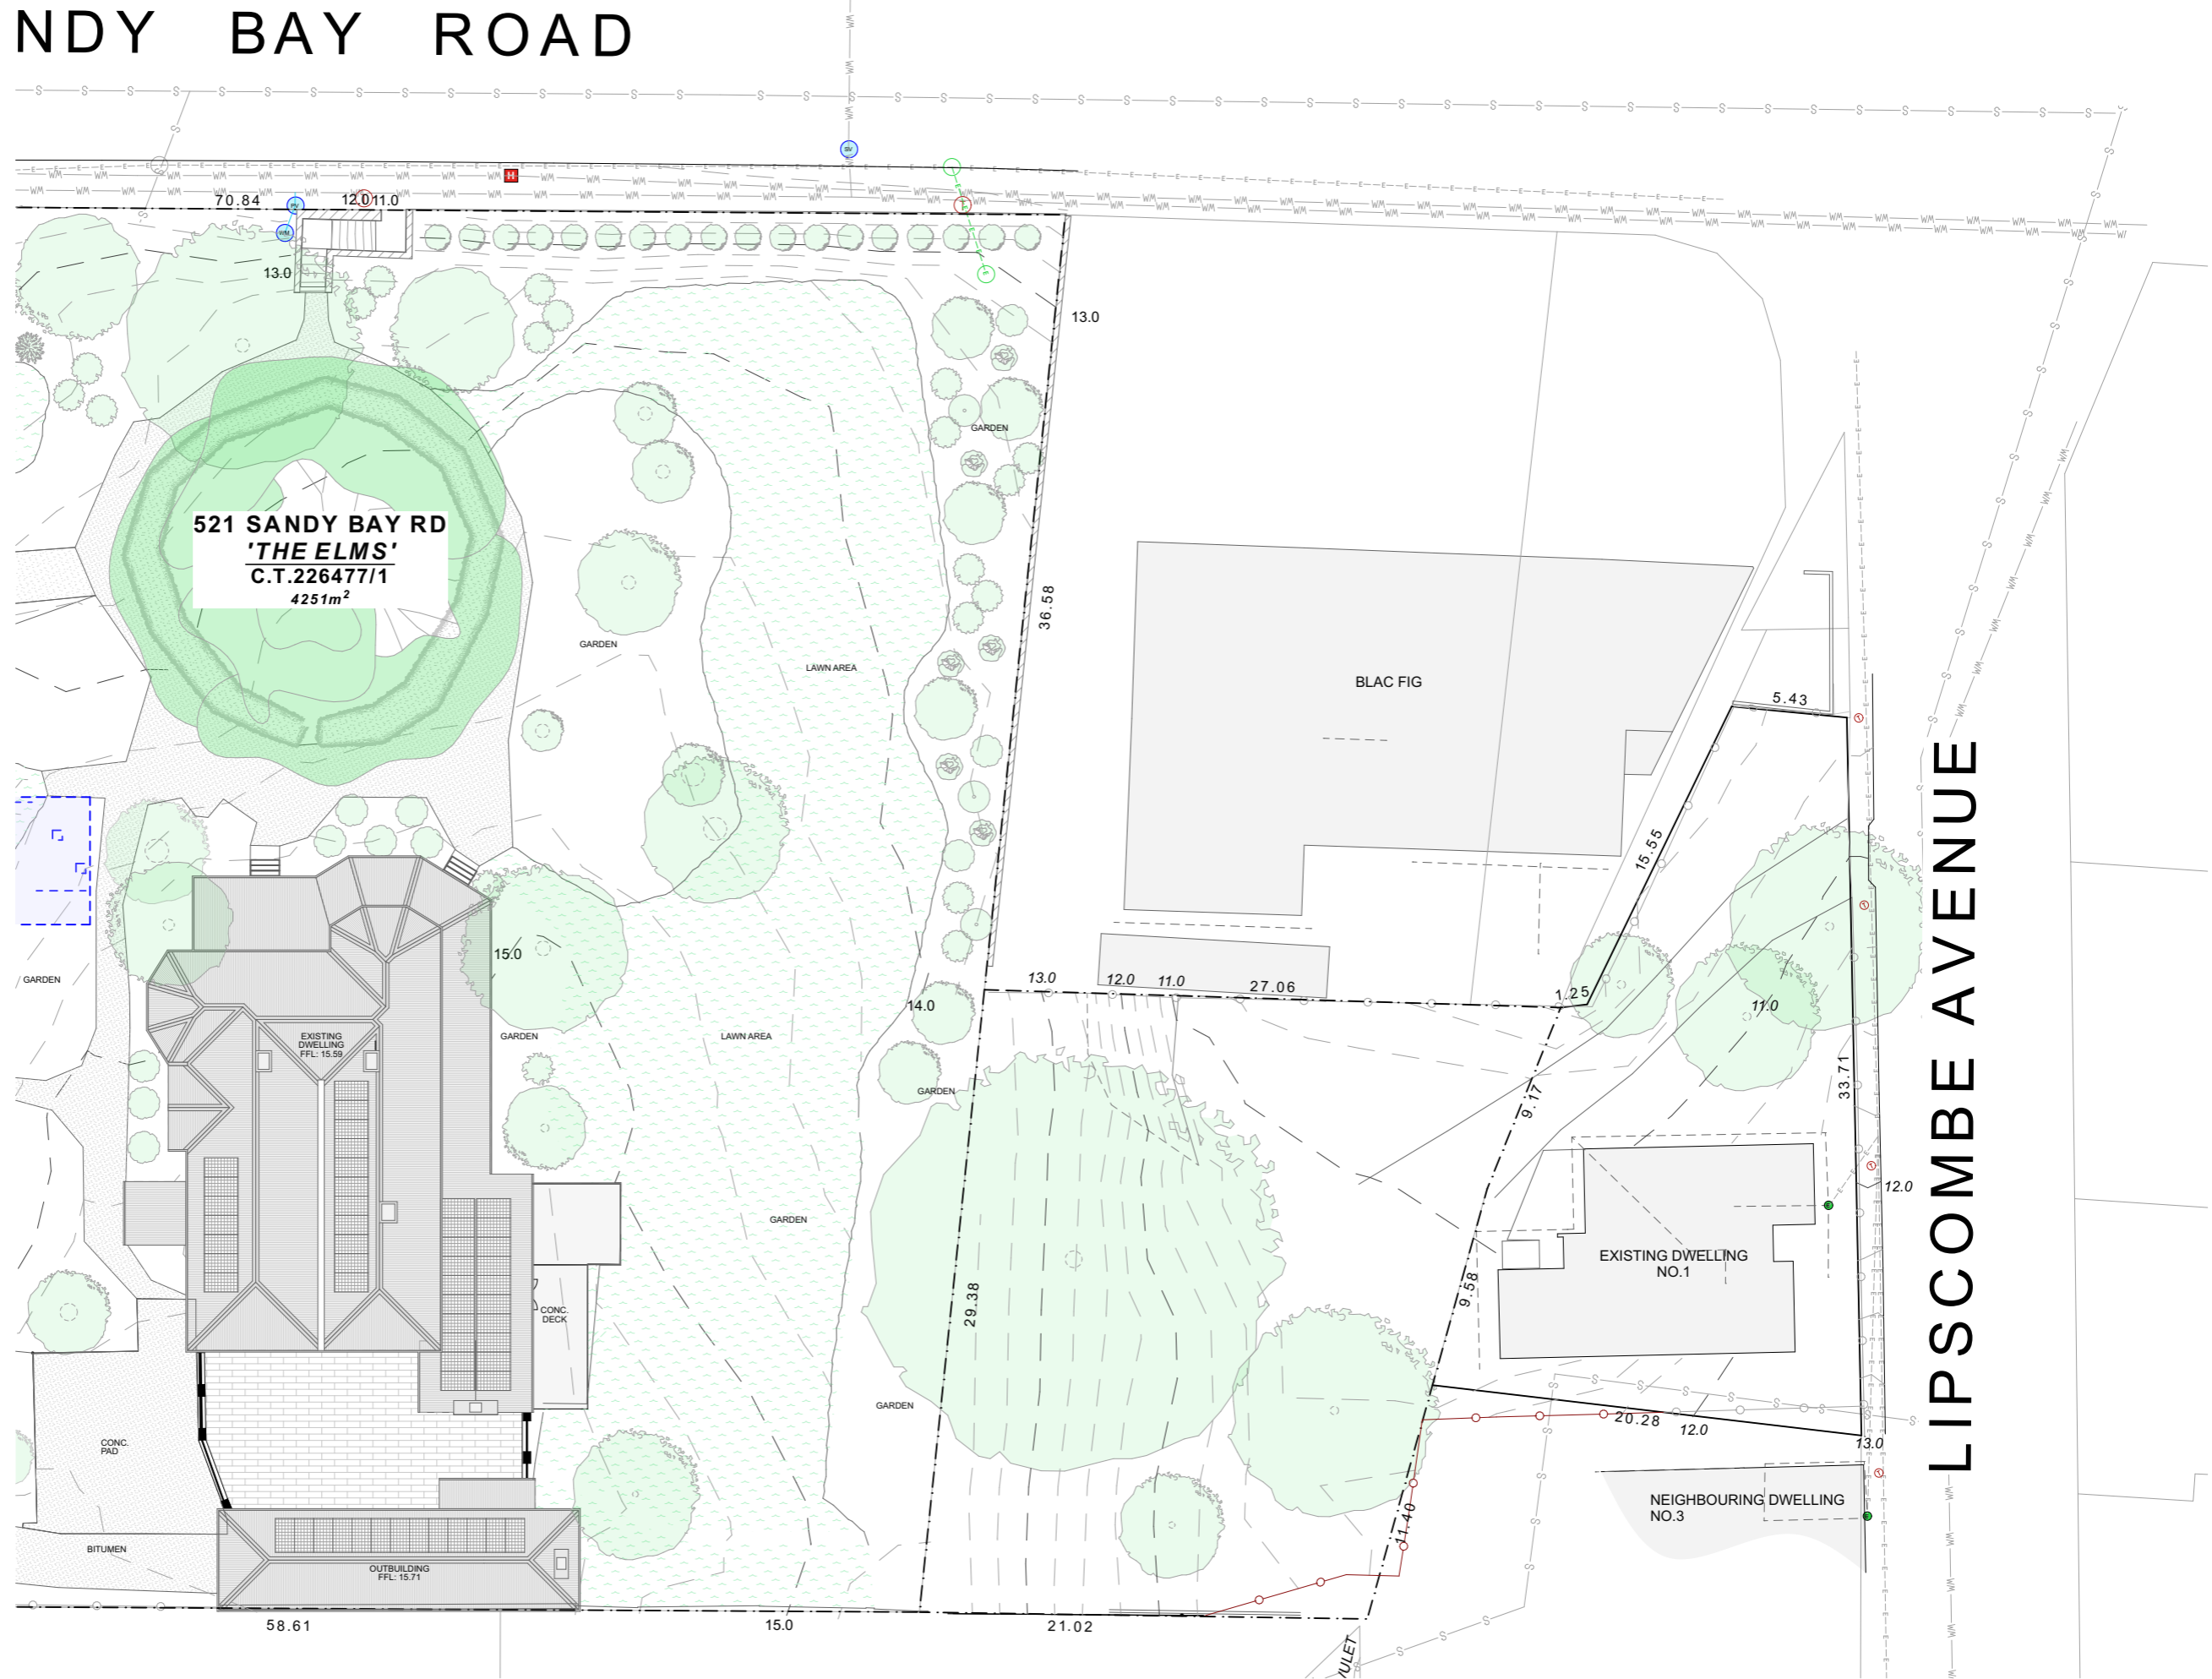 NDY BAY ROAD
70.84
12.0
11.0
SV
H
PV
WM
13.0
13.0
GARDEN
521 SANDY BAY RD
'THE ELMS'
C.T.226477/1
4251m²
36.58
GARDEN
LAWN AREA
BLAC FIG
5.43
15.55
LIPSCOMBE AVENUE
15.0
GARDEN
13.0
12.0
11.0
27.06
1.25
14.0
11.0
EXISTING
DWELLING
FFL: 15.59
GARDEN
LAWN AREA
GARDEN
9.17
33.71
12.0
GARDEN
EXISTING DWELLING
NO.1
29.38
9.58
CONC.
DECK
GARDEN
20.28
12.0
13.0
CONC.
PAD
11.40
NEIGHBOURING DWELLING
NO.3
BITUMEN
OUTBUILDING
FFL: 15.71
58.61
15.0
21.02
VULET